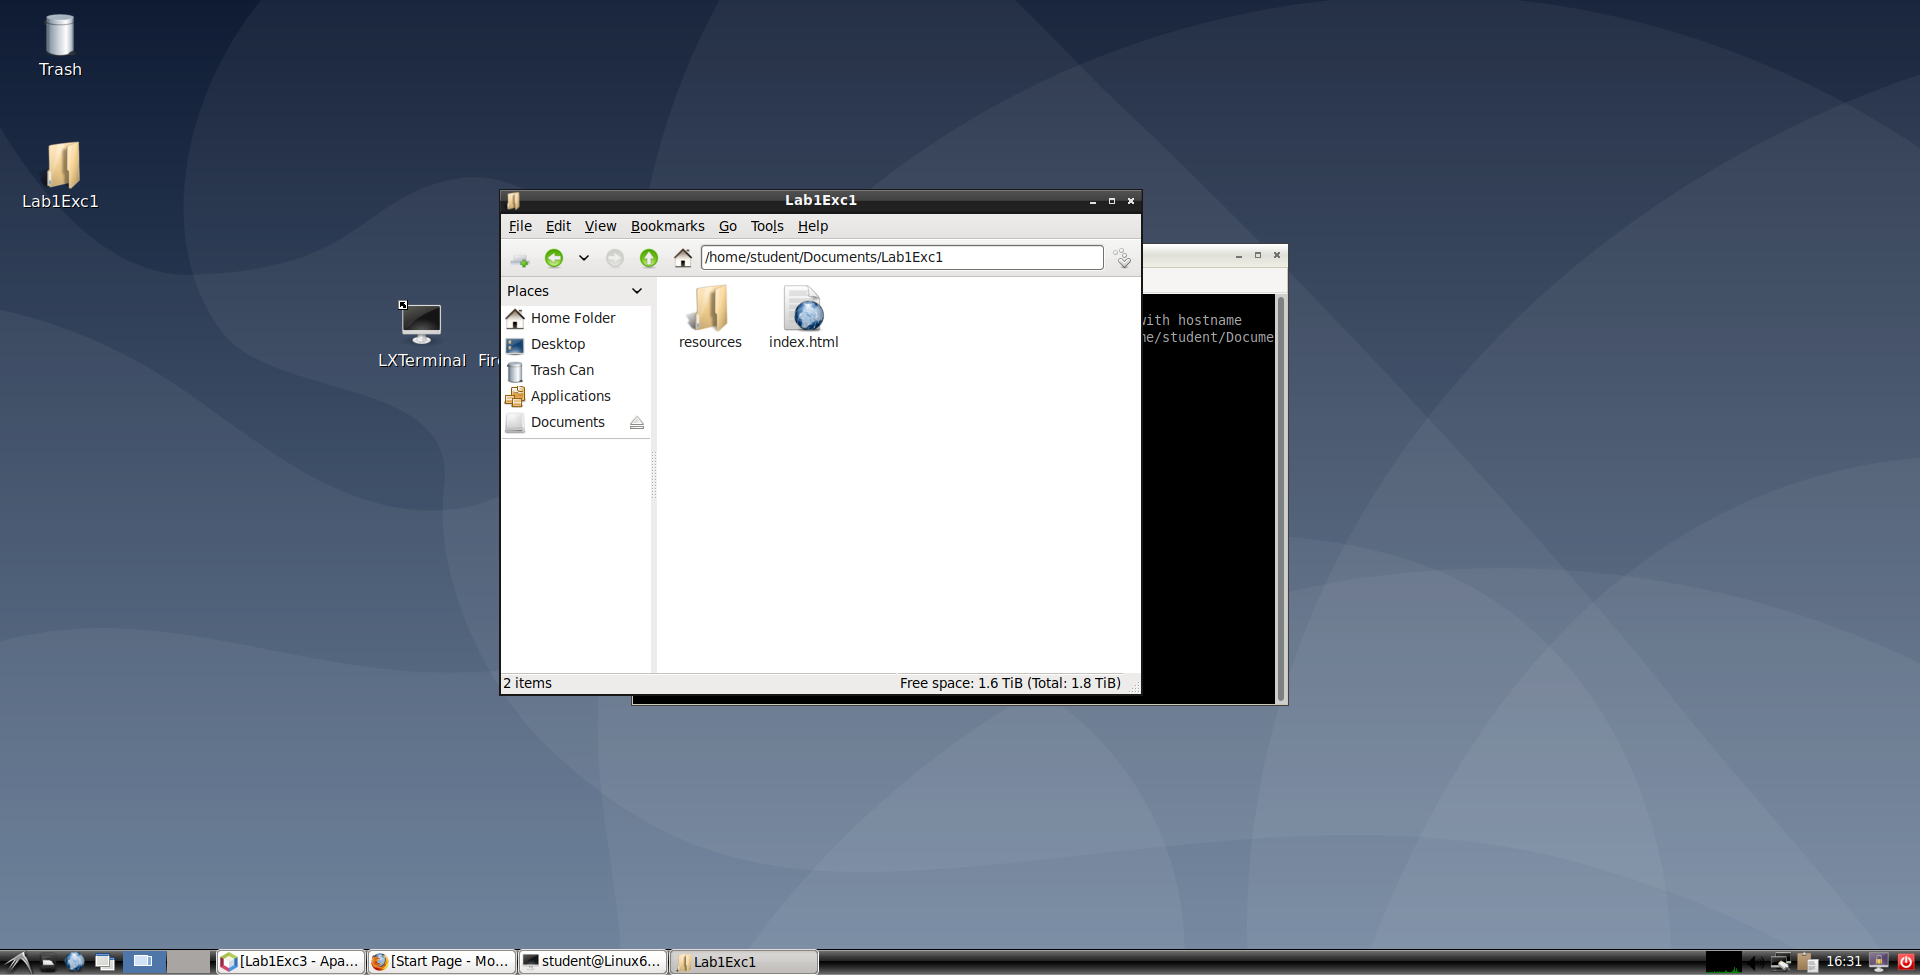 Trash
Lab1Exc1
LXTerminal
Lab1Exc1
File Edit View Bookmarks Go Tools Help
/home/student/Documents/Lab1Exc1
Places
Home Folder
Desktop
Trash Can
Applications
Documents
resources
index.html
2 items
Free space: 1.6 TiB (Total: 1.8 TiB)
with hostname
me/student/Docume
[Lab1Exc3 - Apa...
[Start Page - Mo...
student@Linux6...
Lab1Exc1
16:31